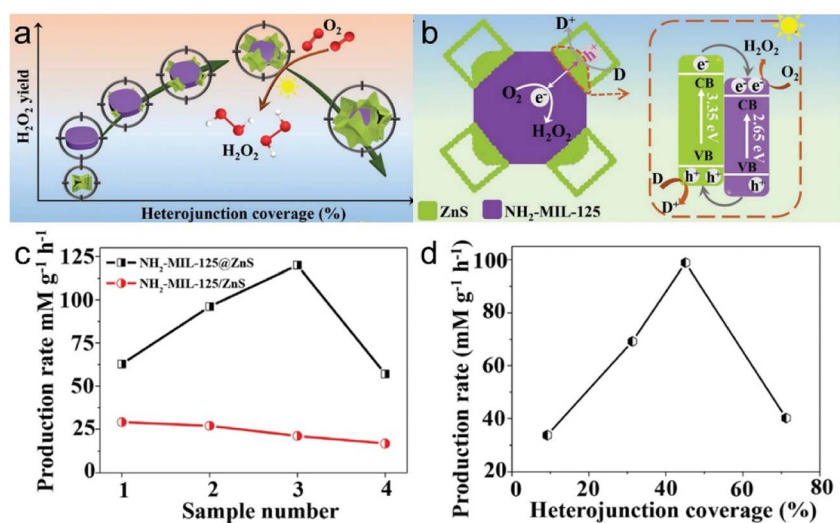 a
H₂O₂ yield
O₂
H₂O₂
Heterojunction coverage (%)
b
D⁺
h⁺
D
O₂
e⁻
H₂O₂
ZnS
NH₂-MIL-125
H₂O₂
e⁻
e⁻ e⁻
O₂
CB
CB
3.35 eV
2.65 eV
VB
VB
h⁺ h⁺
h⁺
D
D⁺
c
Production rate mM g⁻¹ h⁻¹
125
100
75
50
25
0
NH₂-MIL-125@ZnS
NH₂-MIL-125/ZnS
1 2 3 4
Sample number
d
Production rate (mM g⁻¹ h⁻¹)
100
80
60
40
20
0 20 40 60 80
Heterojunction coverage (%)